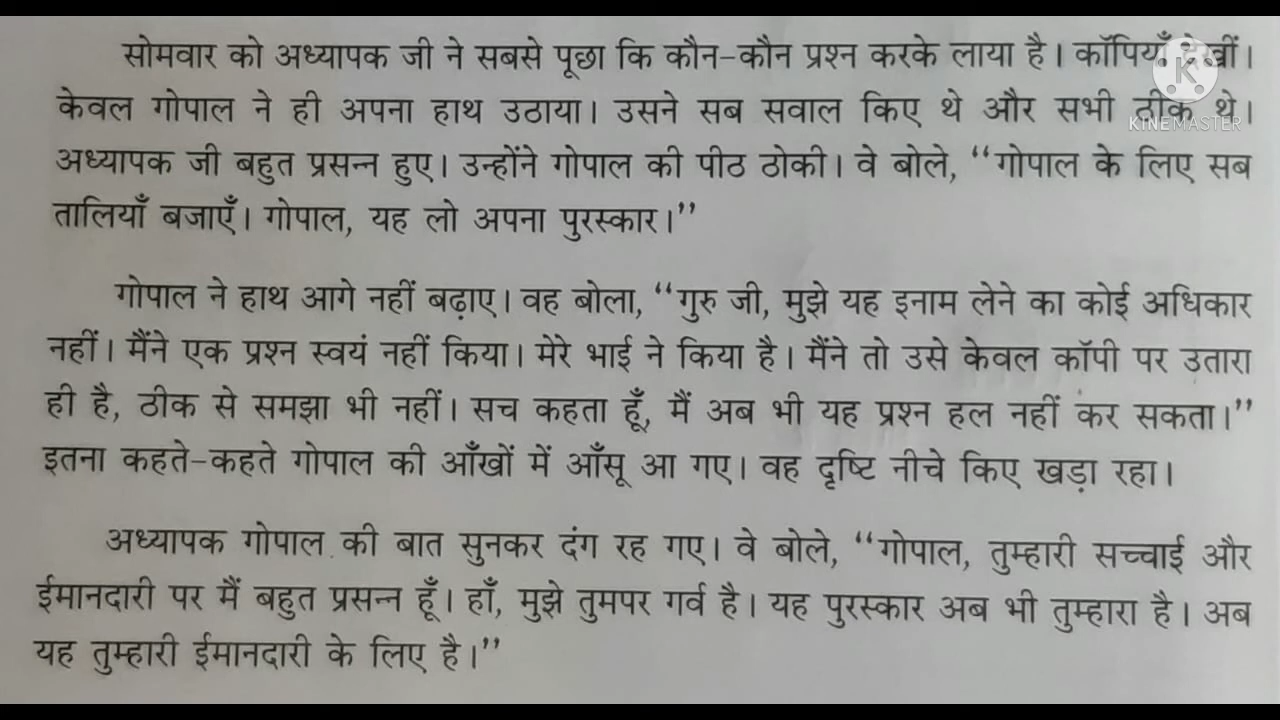 सोमवार को अध्यापक जी ने सबसे पूछा कि कौन-कौन प्रश्न करके लाया है। कॉपियाँ देखीं।
केवल गोपाल ने ही अपना हाथ उठाया। उसने सब सवाल किए थे और सभी ठीक थे।
KINEMASTER
अध्यापक जी बहुत प्रसन्न हुए। उन्होंने गोपाल की पीठ ठोकी। वे बोले, “गोपाल के लिए सब
तालियाँ बजाएँ। गोपाल, यह लो अपना पुरस्कार।”
गोपाल ने हाथ आगे नहीं बढ़ाए। वह बोला, “गुरु जी, मुझे यह इनाम लेने का कोई अधिकार
नहीं। मैंने एक प्रश्न स्वयं नहीं किया। मेरे भाई ने किया है। मैंने तो उसे केवल कॉपी पर उतारा
ही है, ठीक से समझा भी नहीं। सच कहता हूँ, मैं अब भी यह प्रश्न हल नहीं कर सकता।”
इतना कहते-कहते गोपाल की आँखों में आँसू आ गए। वह दृष्टि नीचे किए खड़ा रहा।
अध्यापक गोपाल की बात सुनकर दंग रह गए। वे बोले, “गोपाल, तुम्हारी सच्चाई और
ईमानदारी पर मैं बहुत प्रसन्न हूँ। हाँ, मुझे तुमपर गर्व है। यह पुरस्कार अब भी तुम्हारा है। अब
यह तुम्हारी ईमानदारी के लिए है।”